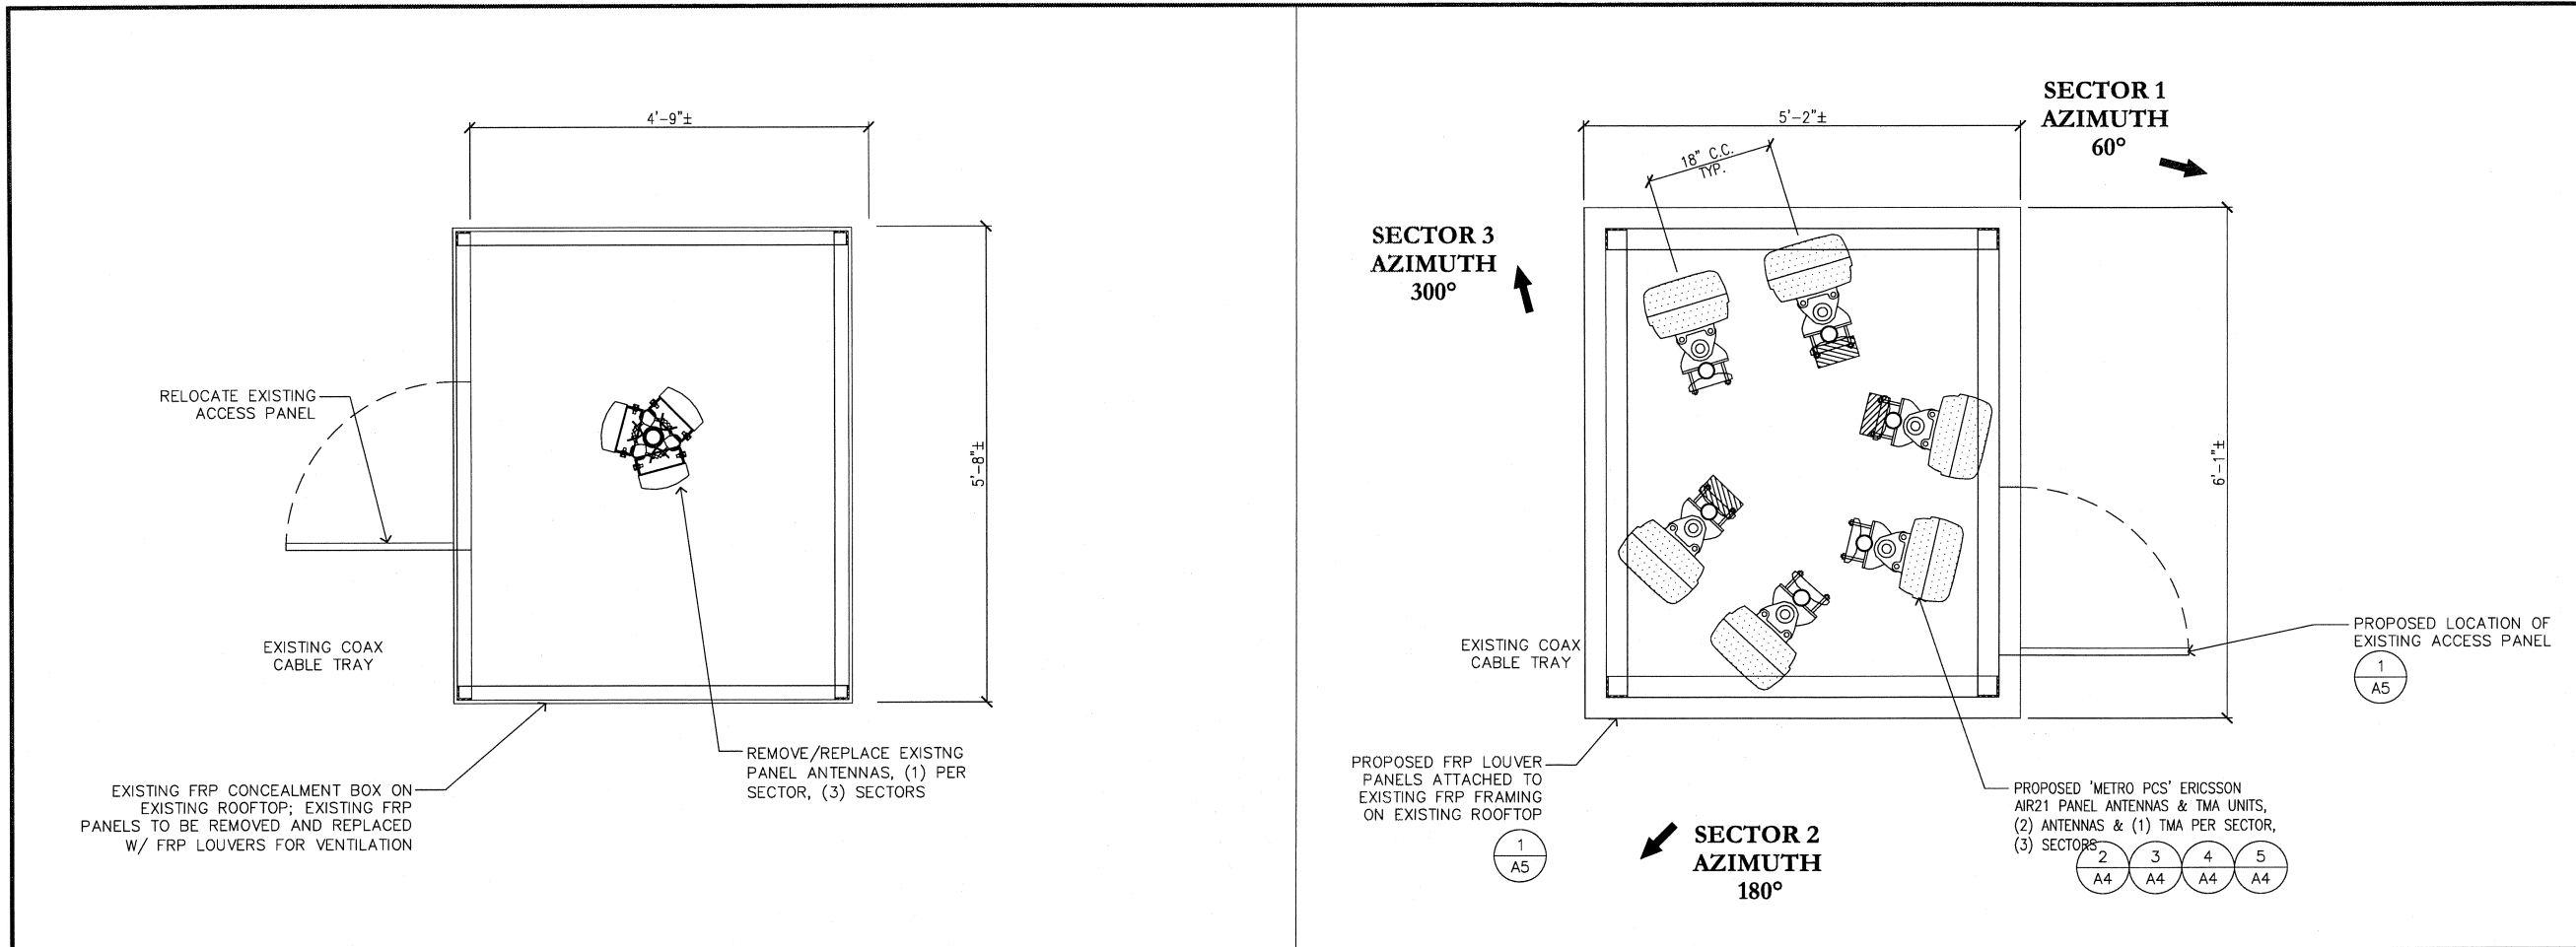 4'-9"±
RELOCATE EXISTING
ACCESS PANEL
5'-8"±
EXISTING COAX
CABLE TRAY
EXISTING FRP CONCEALMENT BOX ON
EXISTING ROOFTOP; EXISTING FRP
PANELS TO BE REMOVED AND REPLACED
W/ FRP LOUVERS FOR VENTILATION
REMOVE/REPLACE EXISTNG
PANEL ANTENNAS, (1) PER
SECTOR, (3) SECTORS
5'-2"±
18" C.C.
TYP.
SECTOR 1
AZIMUTH
60°
SECTOR 3
AZIMUTH
300°
6'-1"±
EXISTING COAX
CABLE TRAY
PROPOSED LOCATION OF
EXISTING ACCESS PANEL
1
A5
PROPOSED FRP LOUVER
PANELS ATTACHED TO
EXISTING FRP FRAMING
ON EXISTING ROOFTOP
1
A5
SECTOR 2
AZIMUTH
180°
PROPOSED 'METRO PCS' ERICSSON
AIR21 PANEL ANTENNAS & TMA UNITS,
(2) ANTENNAS & (1) TMA PER SECTOR,
(3) SECTORS
2
A4
3
A4
4
A4
5
A4